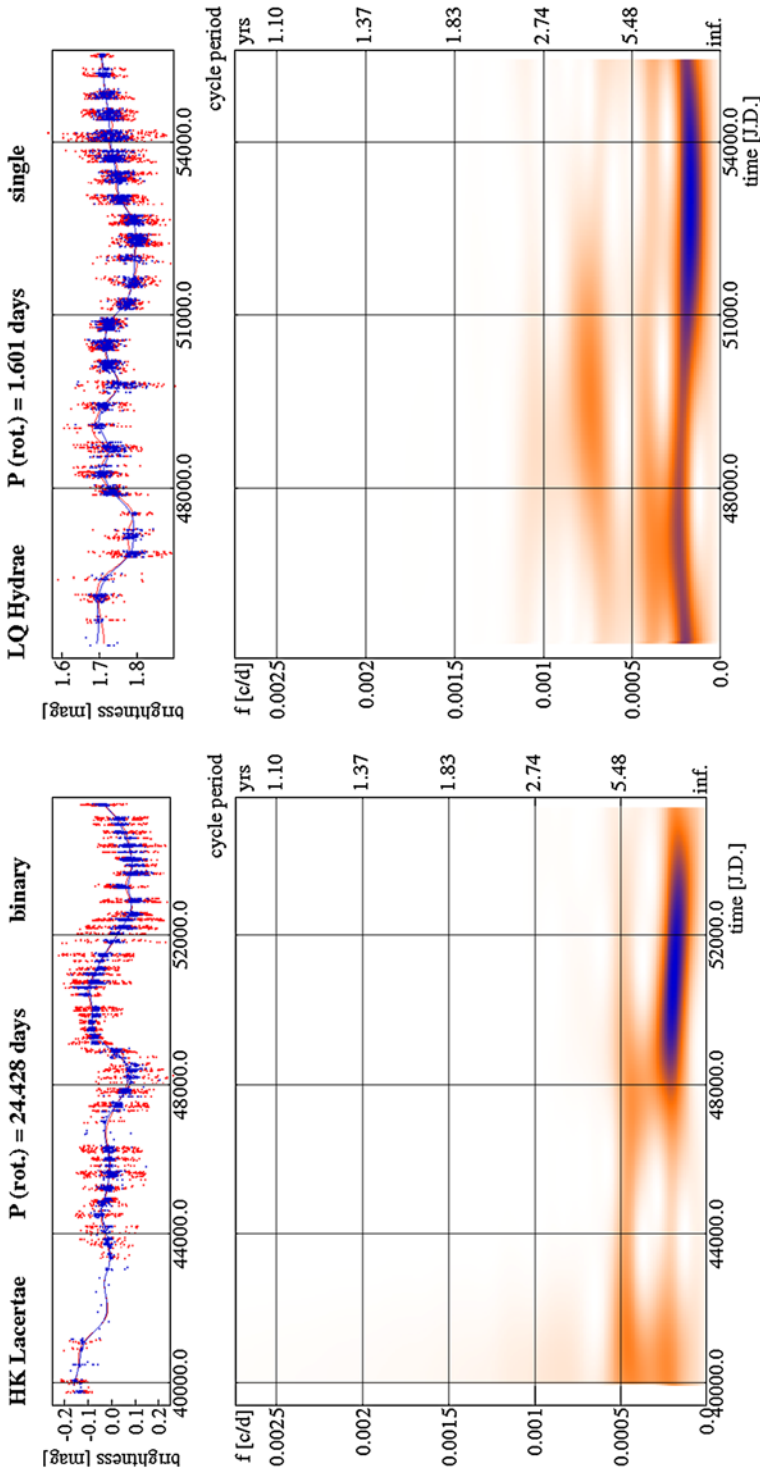 HK Lacertae P (rot.) = 24.428 days binary
brightness [mag]
-0.2
-0.1
0.0
0.1
0.2
f [c/d]
0.0025
0.002
0.0015
0.001
0.0005
0.0
40000.0 44000.0 48000.0 52000.0
time [J.D.]
cycle period
yrs
1.10
1.37
1.83
2.74
5.48
inf.
LQ Hydrae P (rot.) = 1.601 days single
brightness [mag]
1.6
1.7
1.8
f [c/d]
0.0025
0.002
0.0015
0.001
0.0005
0.0
48000.0 51000.0 54000.0
time [J.D.]
cycle period
yrs
1.10
1.37
1.83
2.74
5.48
inf.